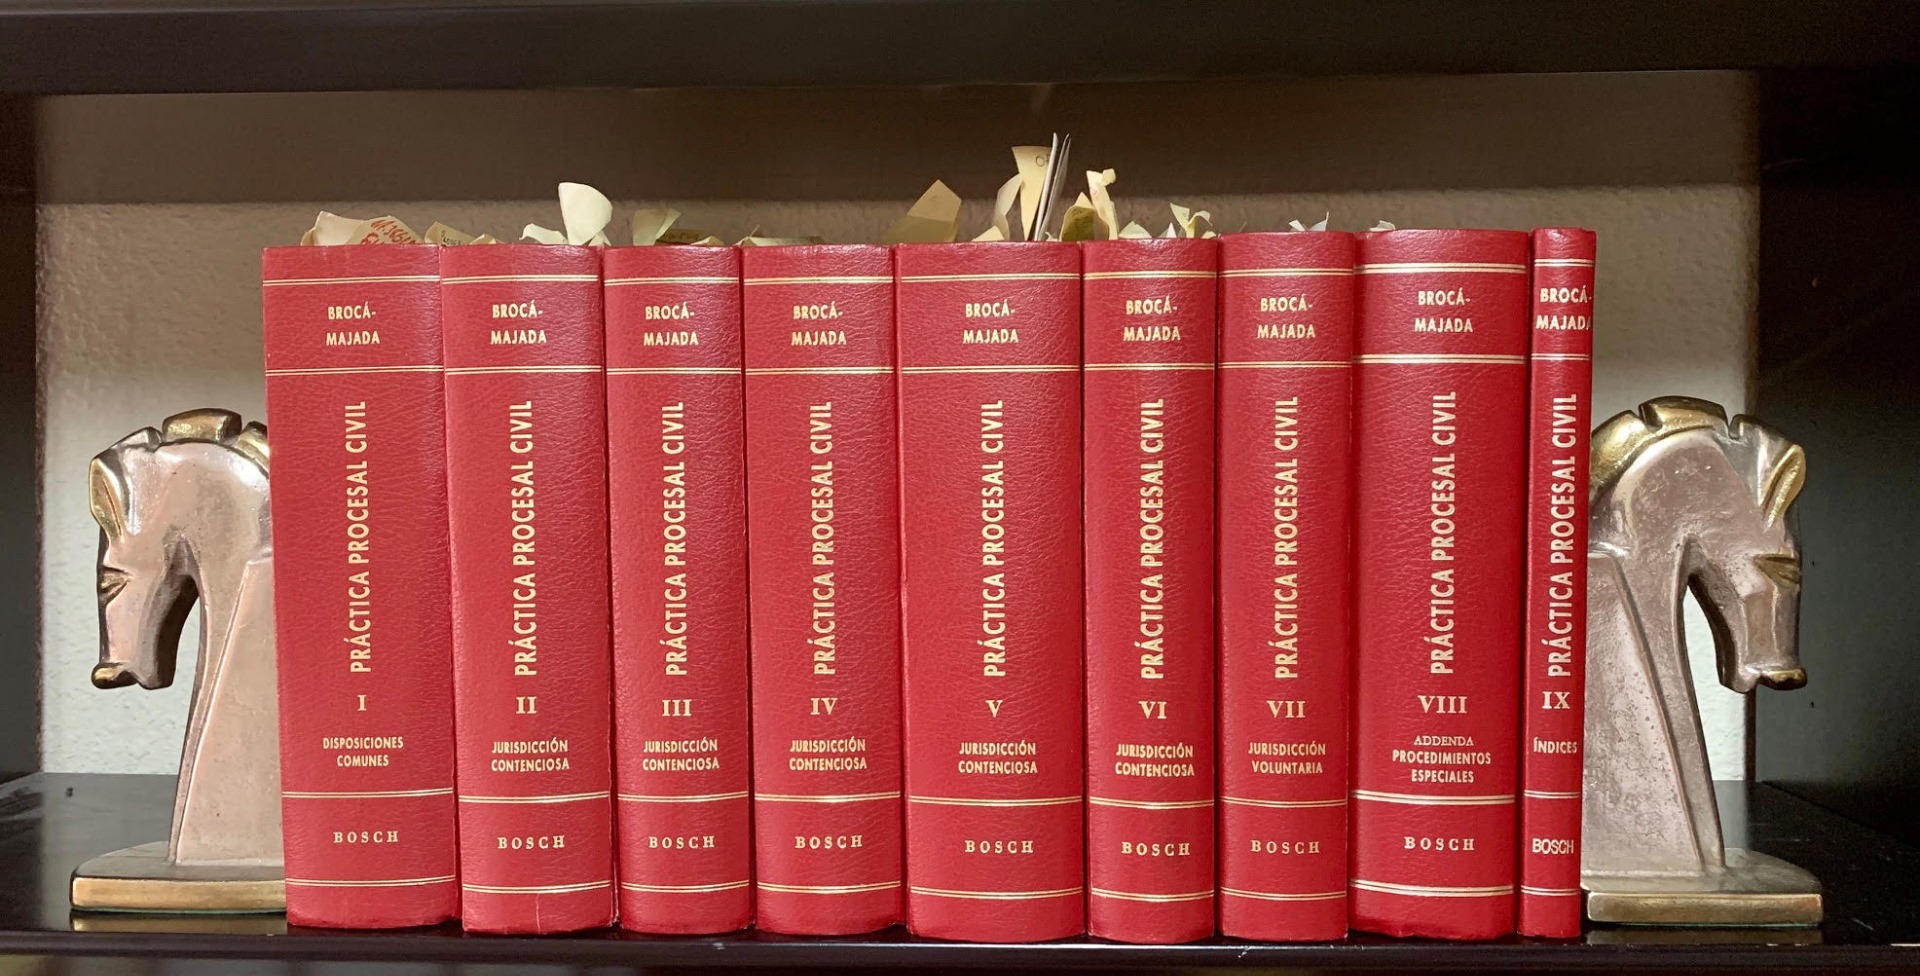 BROCÁ-
MAJADA
PRÁCTICA PROCESAL CIVIL
I
DISPOSICIONES
COMUNES
BOSCH
BROCÁ-
MAJADA
PRÁCTICA PROCESAL CIVIL
II
JURISDICCIÓN
CONTENCIOSA
BOSCH
BROCÁ-
MAJADA
PRÁCTICA PROCESAL CIVIL
III
JURISDICCIÓN
CONTENCIOSA
BOSCH
BROCÁ-
MAJADA
PRÁCTICA PROCESAL CIVIL
IV
JURISDICCIÓN
CONTENCIOSA
BOSCH
BROCÁ-
MAJADA
PRÁCTICA PROCESAL CIVIL
V
JURISDICCIÓN
CONTENCIOSA
BOSCH
BROCÁ-
MAJADA
PRÁCTICA PROCESAL CIVIL
VI
JURISDICCIÓN
CONTENCIOSA
BOSCH
BROCÁ-
MAJADA
PRÁCTICA PROCESAL CIVIL
VII
JURISDICCIÓN
VOLUNTARIA
BOSCH
BROCÁ-
MAJADA
PRÁCTICA PROCESAL CIVIL
VIII
ADDENDA
PROCEDIMIENTOS
ESPECIALES
BOSCH
BROCÁ-
MAJADA
PRÁCTICA PROCESAL CIVIL
IX
ÍNDICES
BOSCH